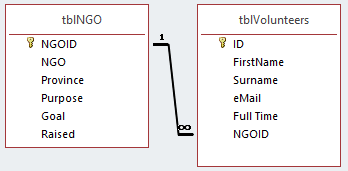 tblNGO
NGOID
NGO
Province
Purpose
Goal
Raised
1
∞
tblVolunteers
ID
FirstName
Surname
eMail
Full Time
NGOID